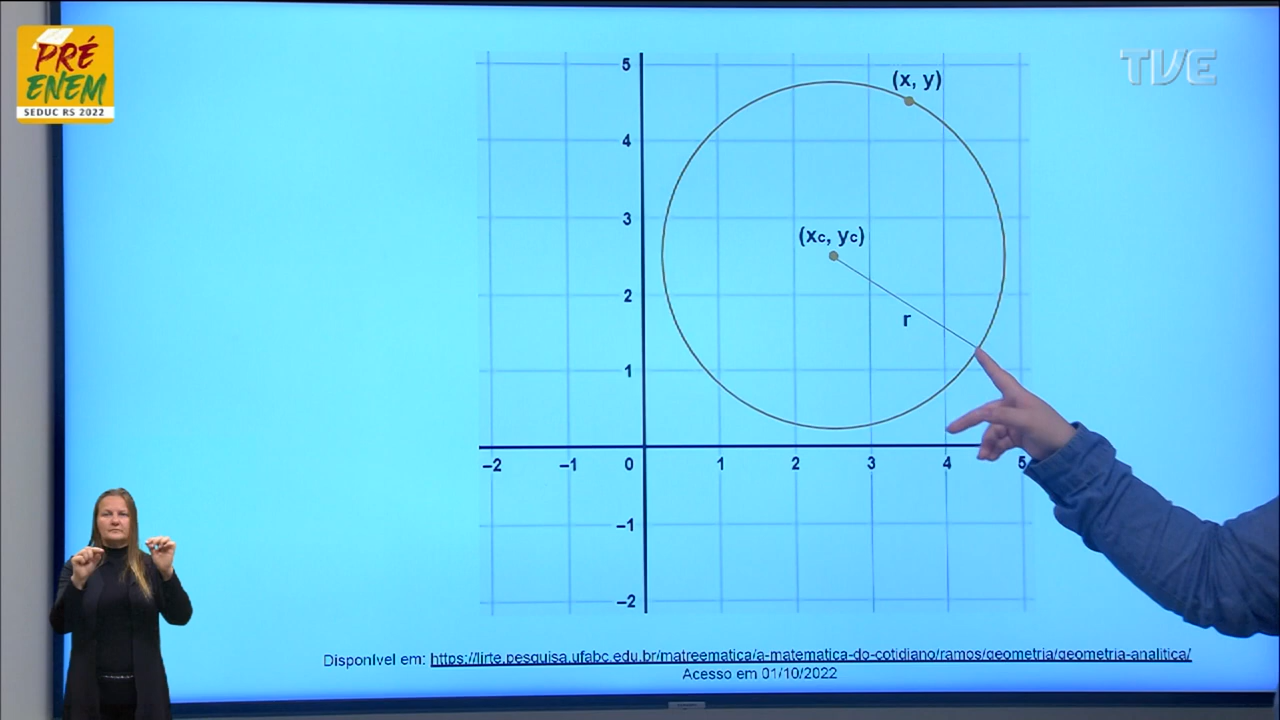 PRÉ
ENEM
SEDUC RS 2022
TVE
5
(x, y)
4
3
(xc, yc)
2
r
1
–2 –1 0 1 2 3 4 5
–1
–2
Disponível em: https://lirte.pesquisa.ufabc.edu.br/matreematica/a-matematica-do-cotidiano/ramos/geometria/geometria-analitica/
Acesso em 01/10/2022